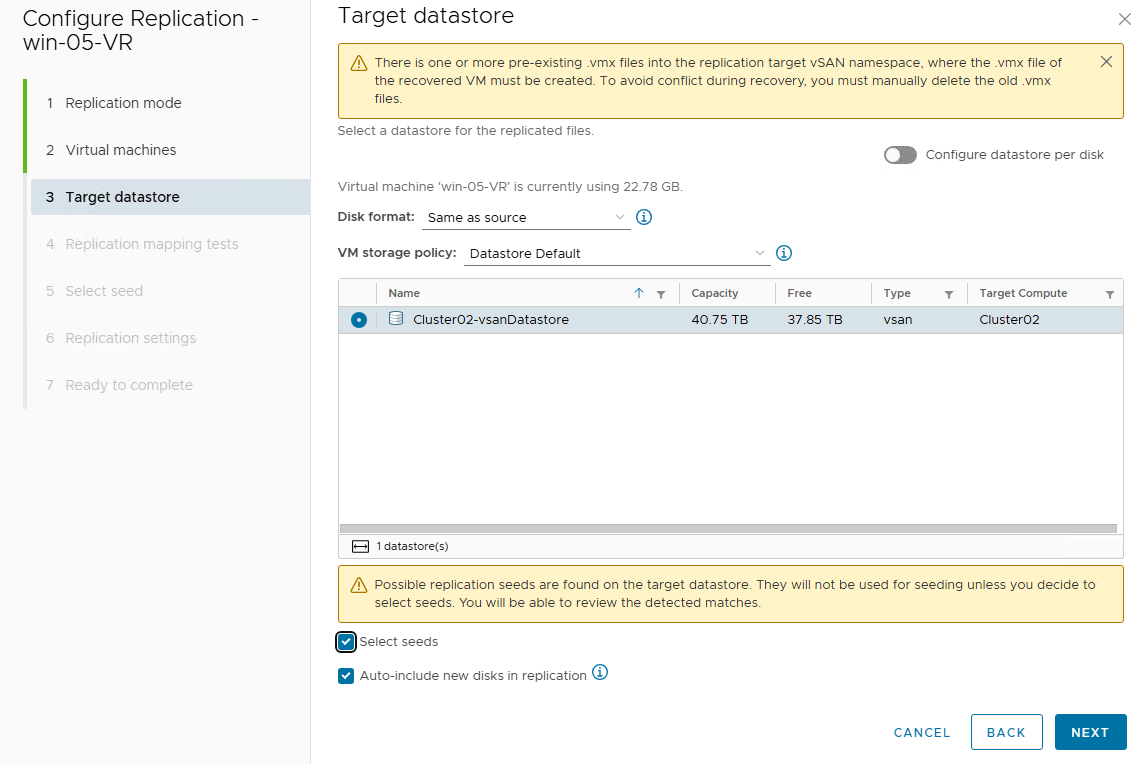 Configure Replication -
win-05-VR
1 Replication mode
2 Virtual machines
3 Target datastore
4 Replication mapping tests
5 Select seed
6 Replication settings
7 Ready to complete
Target datastore
There is one or more pre-existing .vmx files into the replication target vSAN namespace, where the .vmx file of
the recovered VM must be created. To avoid conflict during recovery, you must manually delete the old .vmx
files.
Select a datastore for the replicated files.
Configure datastore per disk
Virtual machine 'win-05-VR' is currently using 22.78 GB.
Disk format: Same as source
VM storage policy: Datastore Default
Name Capacity Free Type Target Compute
Cluster02-vsanDatastore 40.75 TB 37.85 TB vsan Cluster02
1 datastore(s)
Possible replication seeds are found on the target datastore. They will not be used for seeding unless you decide to
select seeds. You will be able to review the detected matches.
Select seeds
Auto-include new disks in replication
CANCEL BACK NEXT